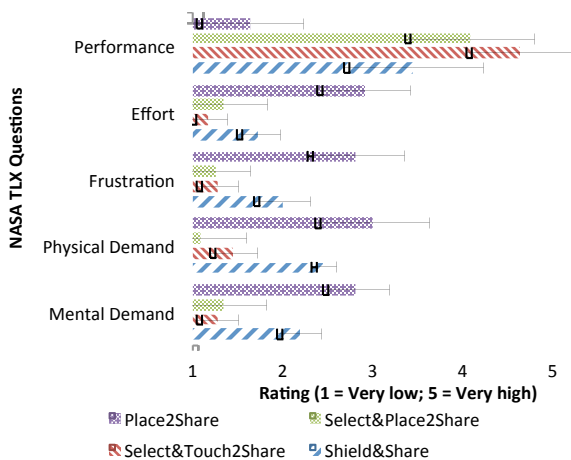 NASA TLX Questions
Performance
Effort
Frustration
Physical Demand
Mental Demand
1 2 3 4 5
Rating (1 = Very low; 5 = Very high)
Place2Share Select&Place2Share
Select&Touch2Share Shield&Share